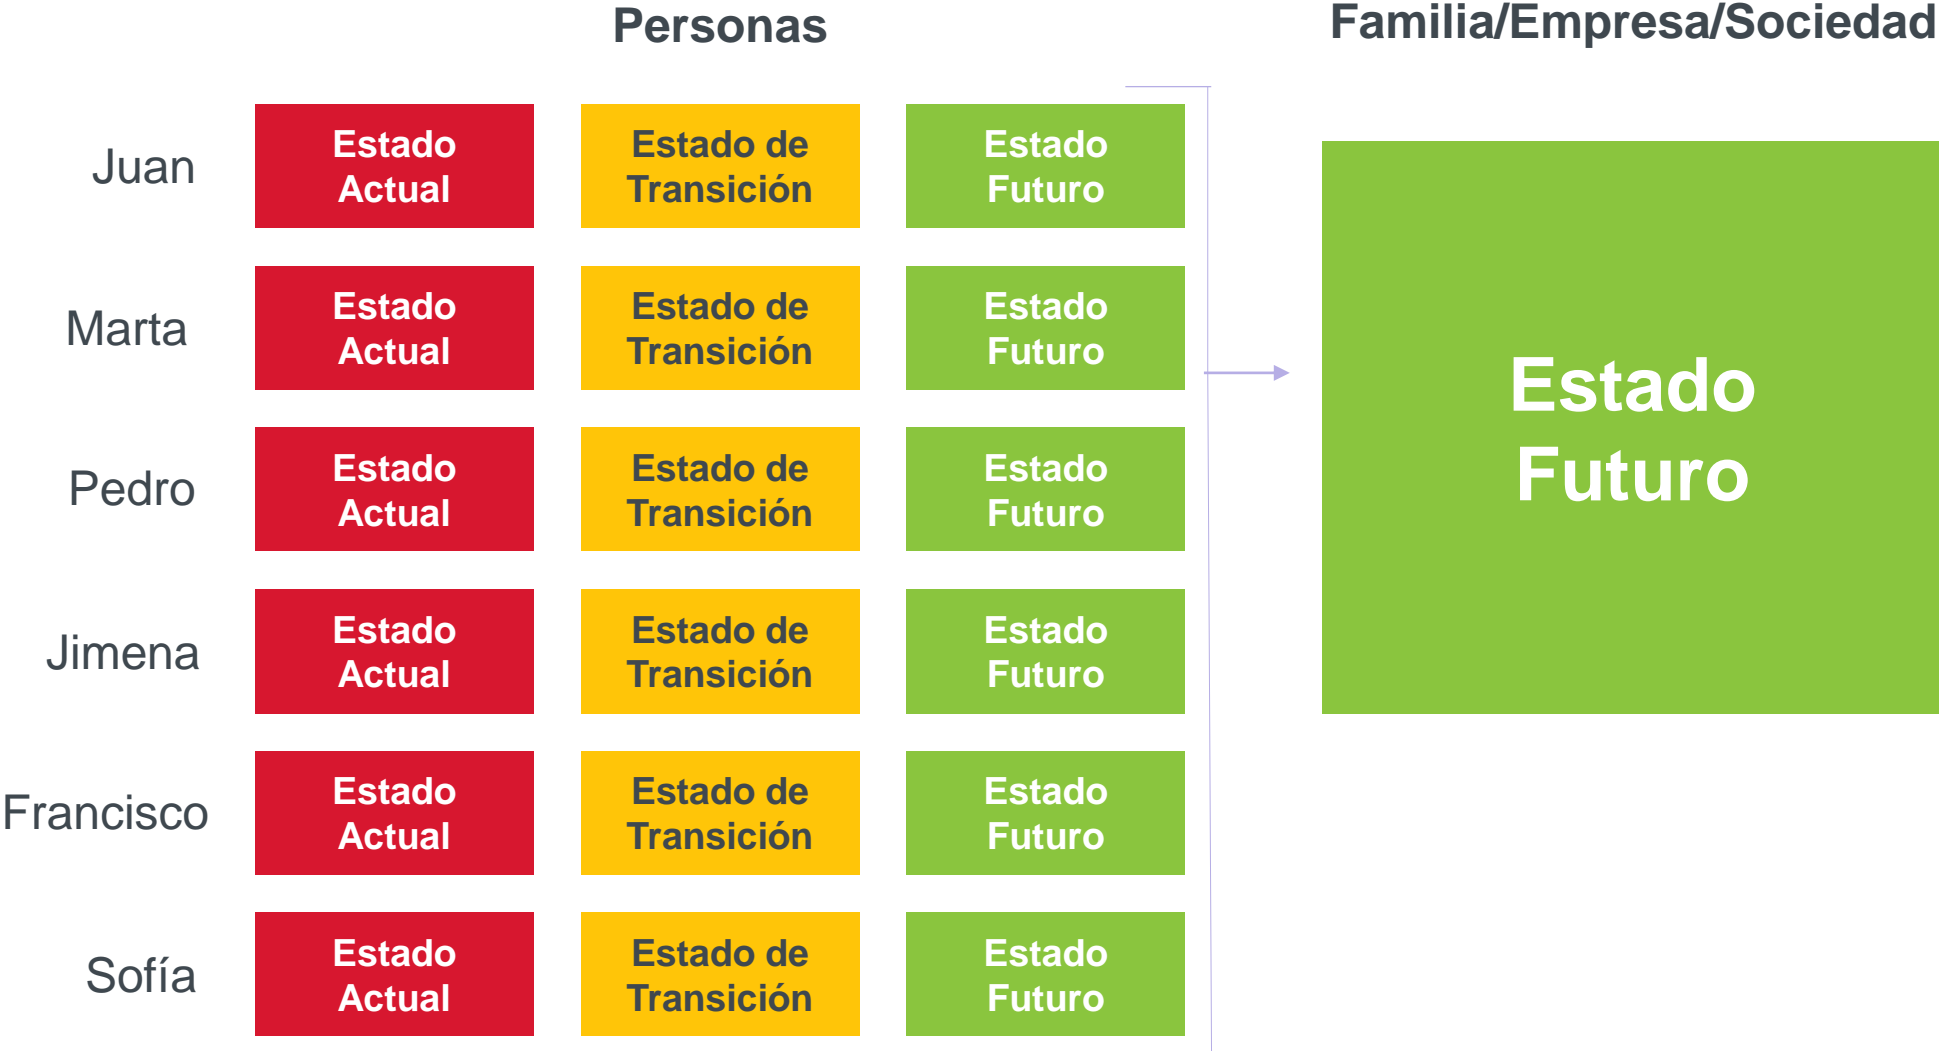 Personas
Familia/Empresa/Sociedad
Juan
Estado
Actual
Estado de
Transición
Estado
Futuro
Marta
Estado
Actual
Estado de
Transición
Estado
Futuro
Estado
Futuro
Pedro
Estado
Actual
Estado de
Transición
Estado
Futuro
Jimena
Estado
Actual
Estado de
Transición
Estado
Futuro
Francisco
Estado
Actual
Estado de
Transición
Estado
Futuro
Sofía
Estado
Actual
Estado de
Transición
Estado
Futuro